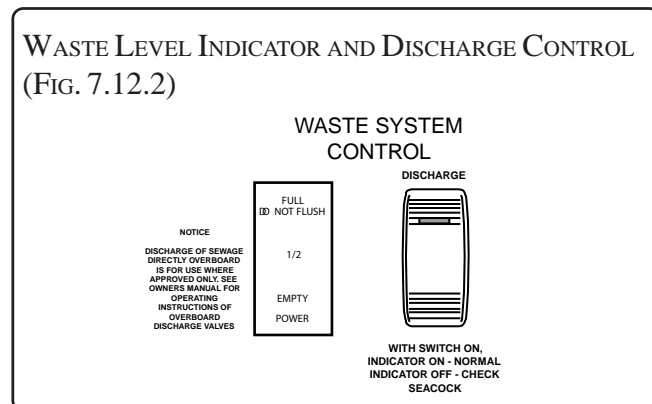 WASTE LEVEL INDICATOR AND DISCHARGE CONTROL
(FIG. 7.12.2)
WASTE SYSTEM
CONTROL
NOTICE
DISCHARGE OF SEWAGE
DIRECTLY OVERBOARD
IS FOR USE WHERE
APPROVED ONLY. SEE
OWNERS MANUAL FOR
OPERATING
INSTRUCTIONS OF
OVERBOARD
DISCHARGE VALVES
FULL
DO NOT FLUSH
1/2
EMPTY
POWER
DISCHARGE
WITH SWITCH ON,
INDICATOR ON - NORMAL
INDICATOR OFF - CHECK
SEACOCK